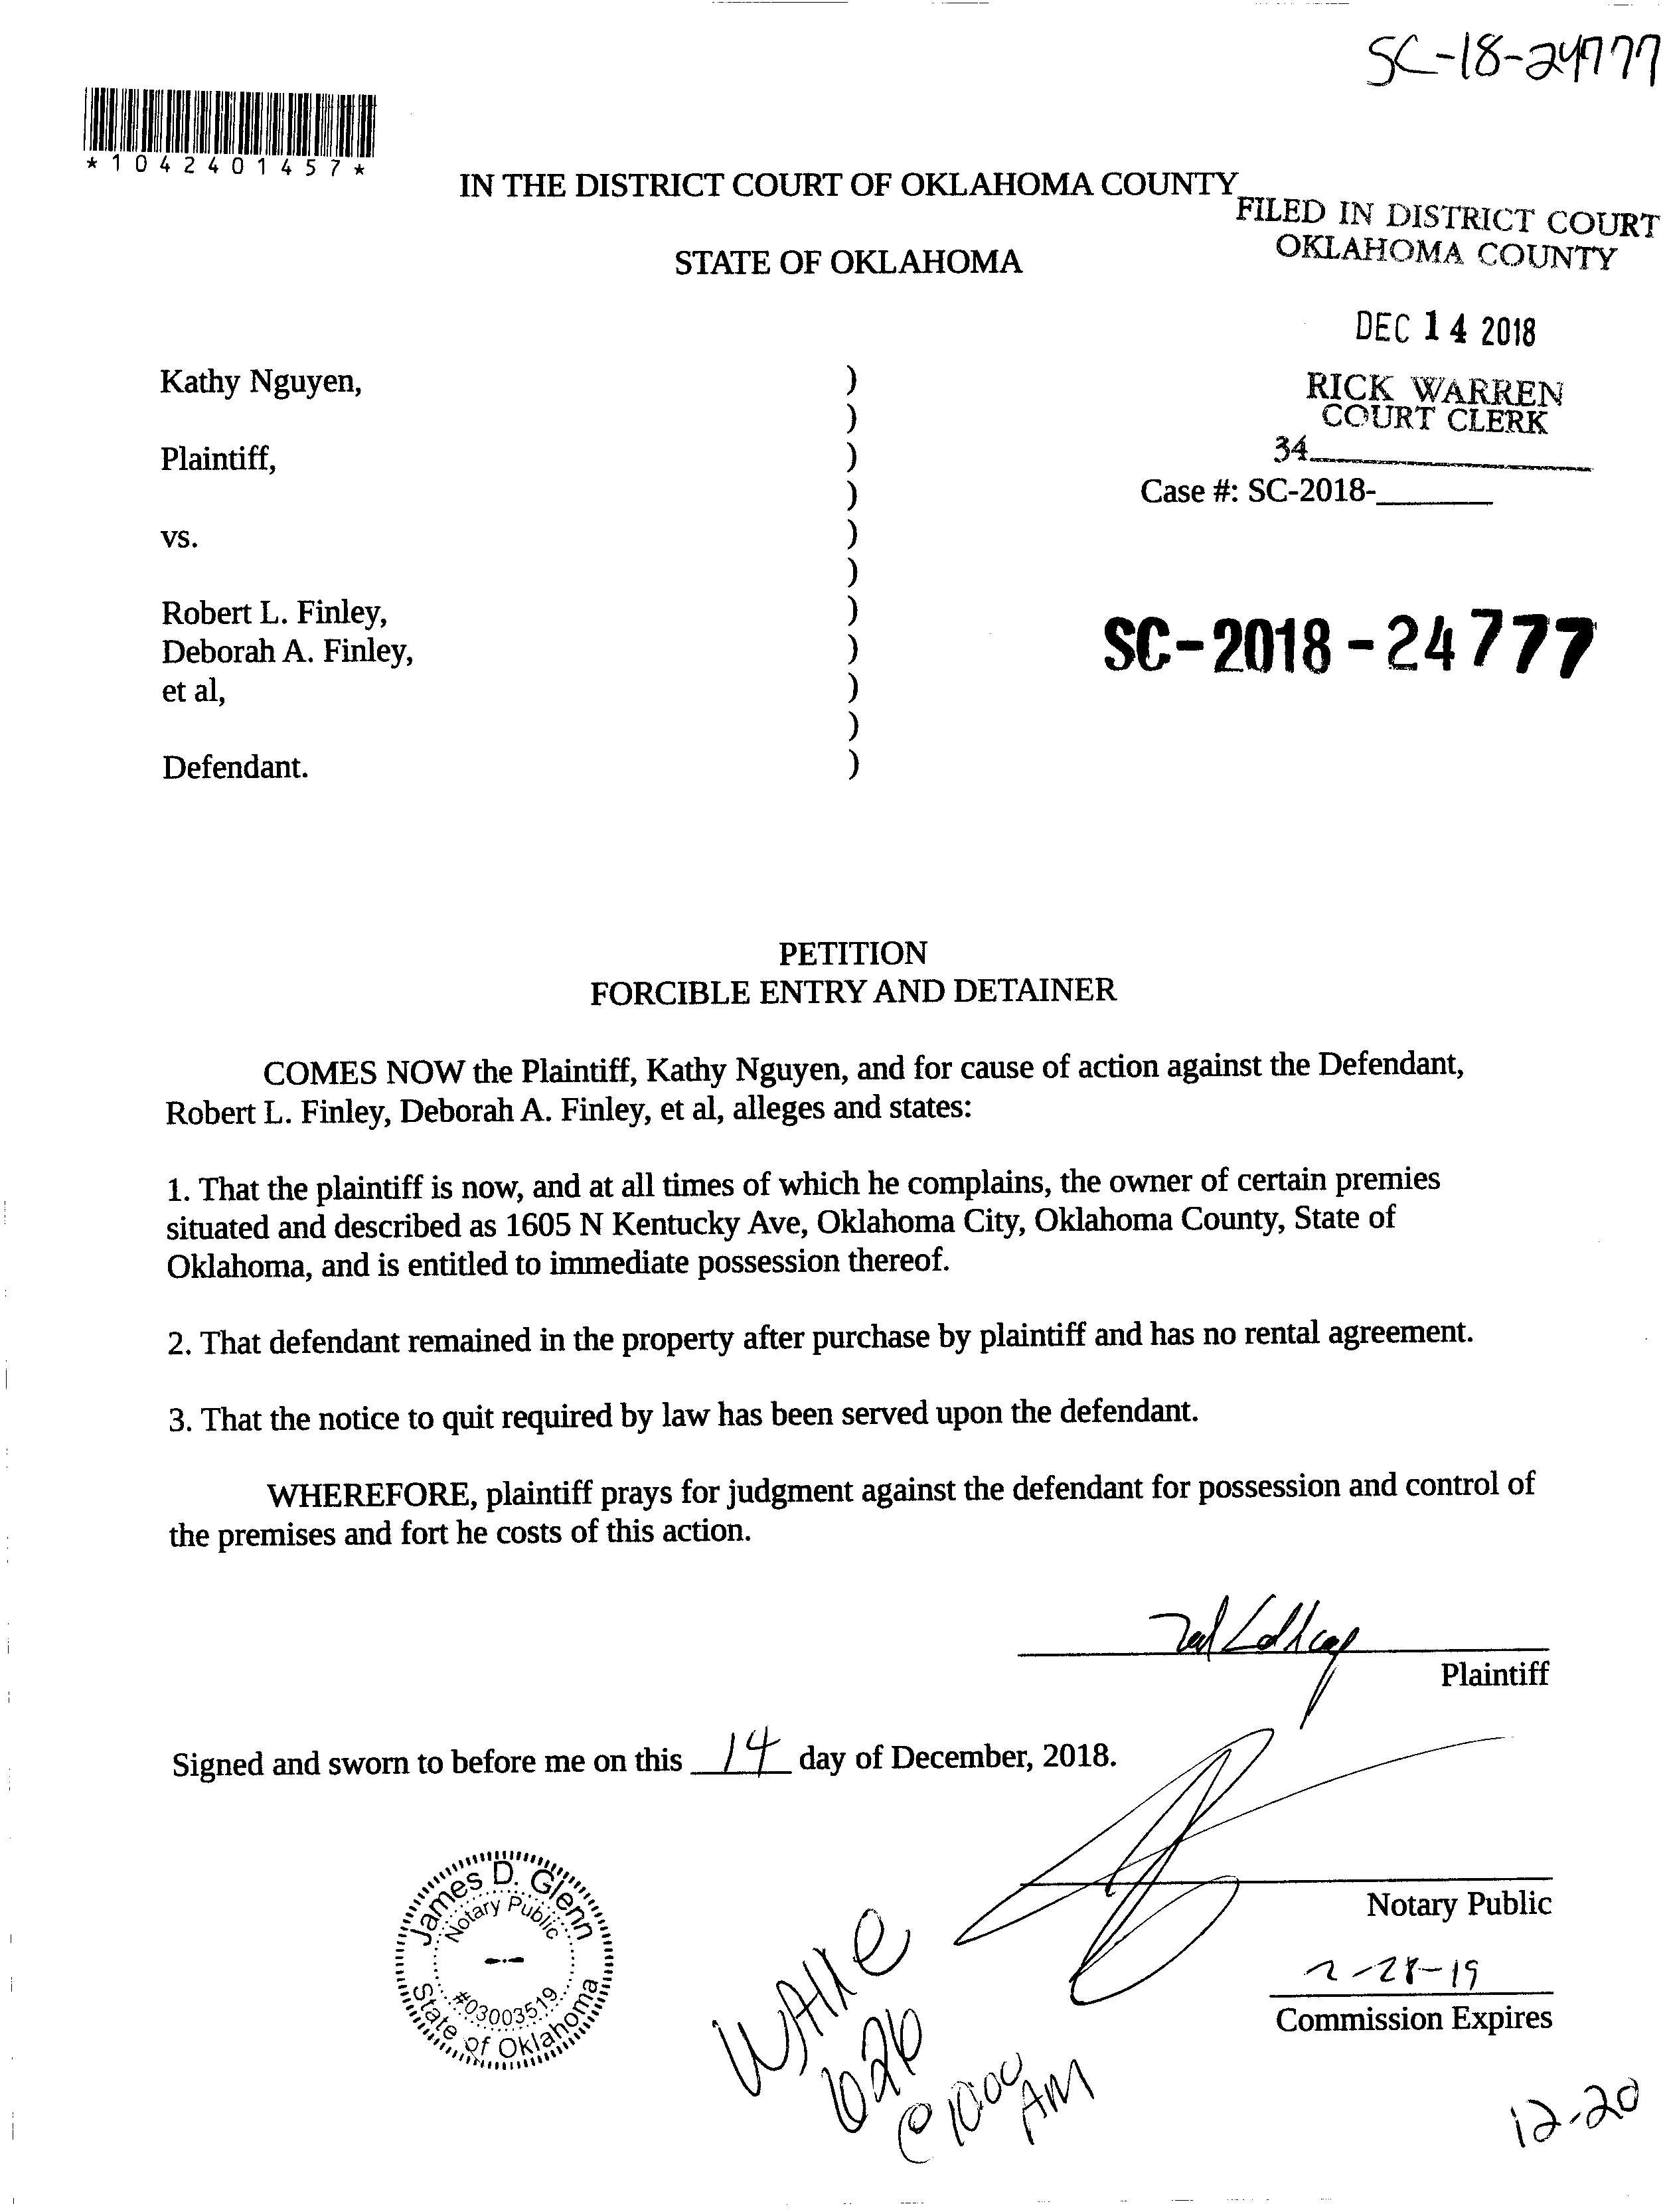 SC-18-24777
*1042401457*
IN THE DISTRICT COURT OF OKLAHOMA COUNTY
FILED IN DISTRICT COURT
OKLAHOMA COUNTY
STATE OF OKLAHOMA
DEC 14 2018
RICK WARREN
COURT CLERK
34
Kathy Nguyen, )
)
Plaintiff, )
) Case #: SC-2018-
vs. )
)
Robert L. Finley, )
Deborah A. Finley, ) SC-2018-24777
et al, )
)
Defendant. )
PETITION
FORCIBLE ENTRY AND DETAINER
COMES NOW the Plaintiff, Kathy Nguyen, and for cause of action against the Defendant,
Robert L. Finley, Deborah A. Finley, et al, alleges and states:
1. That the plaintiff is now, and at all times of which he complains, the owner of certain premies
situated and described as 1605 N Kentucky Ave, Oklahoma City, Oklahoma County, State of
Oklahoma, and is entitled to immediate possession thereof.
2. That defendant remained in the property after purchase by plaintiff and has no rental agreement.
3. That the notice to quit required by law has been served upon the defendant.
WHEREFORE, plaintiff prays for judgment against the defendant for possession and control of
the premises and fort he costs of this action.
Plaintiff
Signed and sworn to before me on this 14 day of December, 2018.
James D. Glenn
Notary Public
#03003519
State of Oklahoma
Notary Public
2-28-19
Commission Expires
@ 10:00
AM
12-20